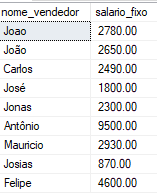 nome_vendedor salario_fixo
Joao 2780.00
João 2650.00
Carlos 2490.00
José 1800.00
Jonas 2300.00
Antônio 9500.00
Mauricio 2930.00
Josias 870.00
Felipe 4600.00